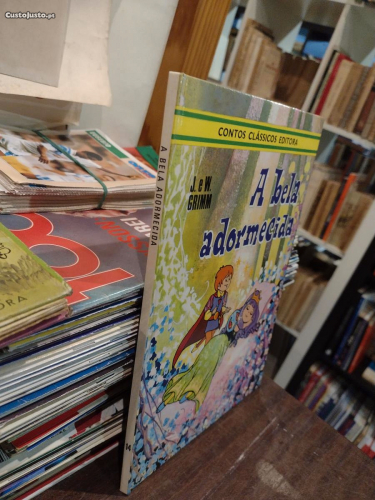 CustoJusto.pt
CONTOS CLÁSSICOS EDITORA
J. e W.
GRIMM
A bela
adormecida
A BELA ADORMECIDA